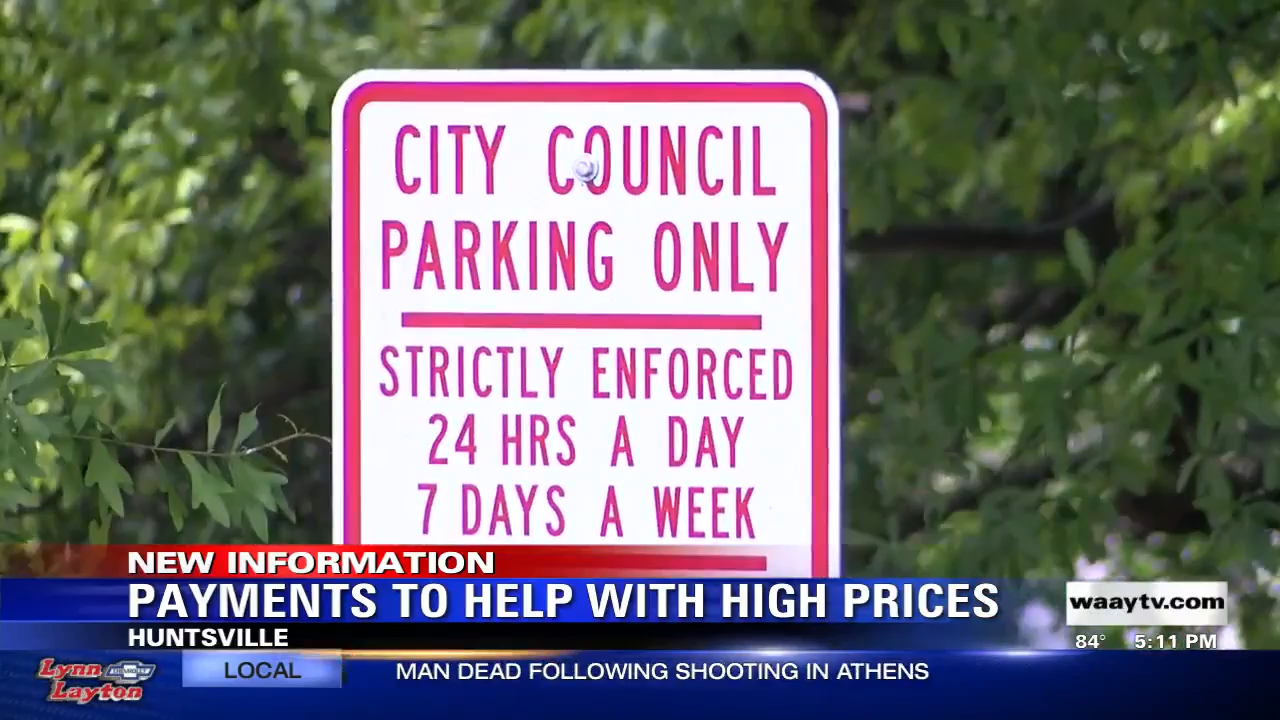 CITY COUNCIL
PARKING ONLY
STRICTLY ENFORCED
24 HRS A DAY
7 DAYS A WEEK
NEW INFORMATION
PAYMENTS TO HELP WITH HIGH PRICES
HUNTSVILLE
waaytv.com
84° 5:11 PM
Lynn
CHEVROLET
Layton
LOCAL
MAN DEAD FOLLOWING SHOOTING IN ATHENS